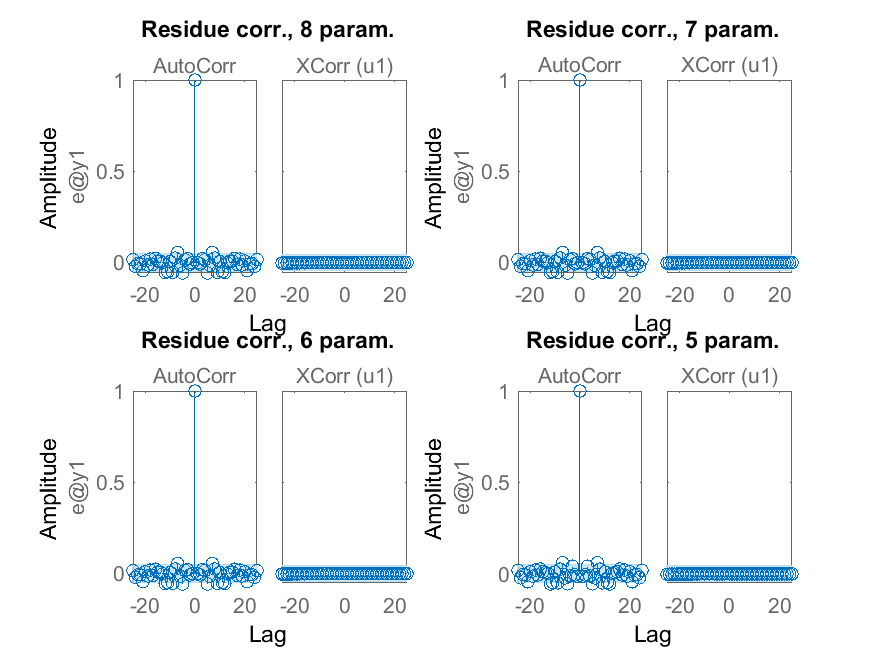 Residue corr., 8 param.
AutoCorr
XCorr (u1)
Amplitude
e@y1
1
0.5
0
-20 0 20
-20 0 20
Lag
Residue corr., 7 param.
AutoCorr
XCorr (u1)
Amplitude
e@y1
1
0.5
0
-20 0 20
-20 0 20
Lag
Residue corr., 6 param.
AutoCorr
XCorr (u1)
Amplitude
e@y1
1
0.5
0
-20 0 20
-20 0 20
Lag
Residue corr., 5 param.
AutoCorr
XCorr (u1)
Amplitude
e@y1
1
0.5
0
-20 0 20
-20 0 20
Lag